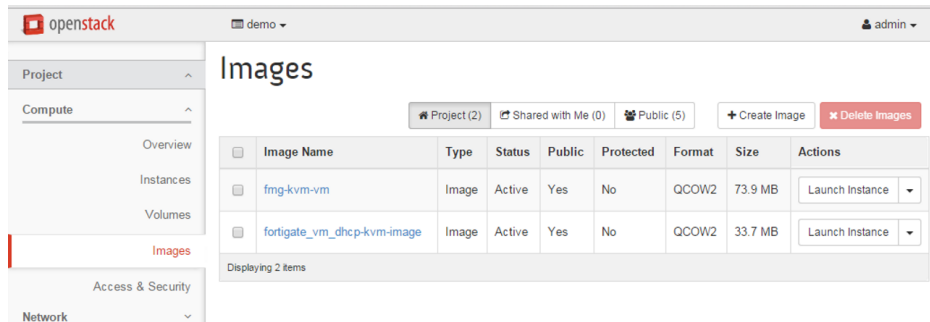 openstack
demo
admin
Project
Compute
Overview
Instances
Volumes
Images
Access & Security
Network
Images
Project (2) Shared with Me (0) Public (5) Create Image Delete Images
Image Name Type Status Public Protected Format Size Actions
fmg-kvm-vm Image Active Yes No QCOW2 73.9 MB Launch Instance
fortigate_vm_dhcp-kvm-image Image Active Yes No QCOW2 33.7 MB Launch Instance
Displaying 2 items